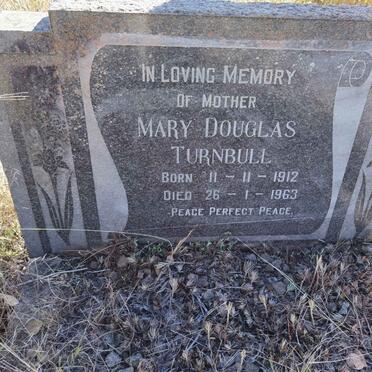 IN LOVING MEMORY
OF MOTHER
MARY DOUGLAS
TURNBULL
BORN 11-11-1912
DIED 26-1-1963
PEACE PERFECT PEACE.